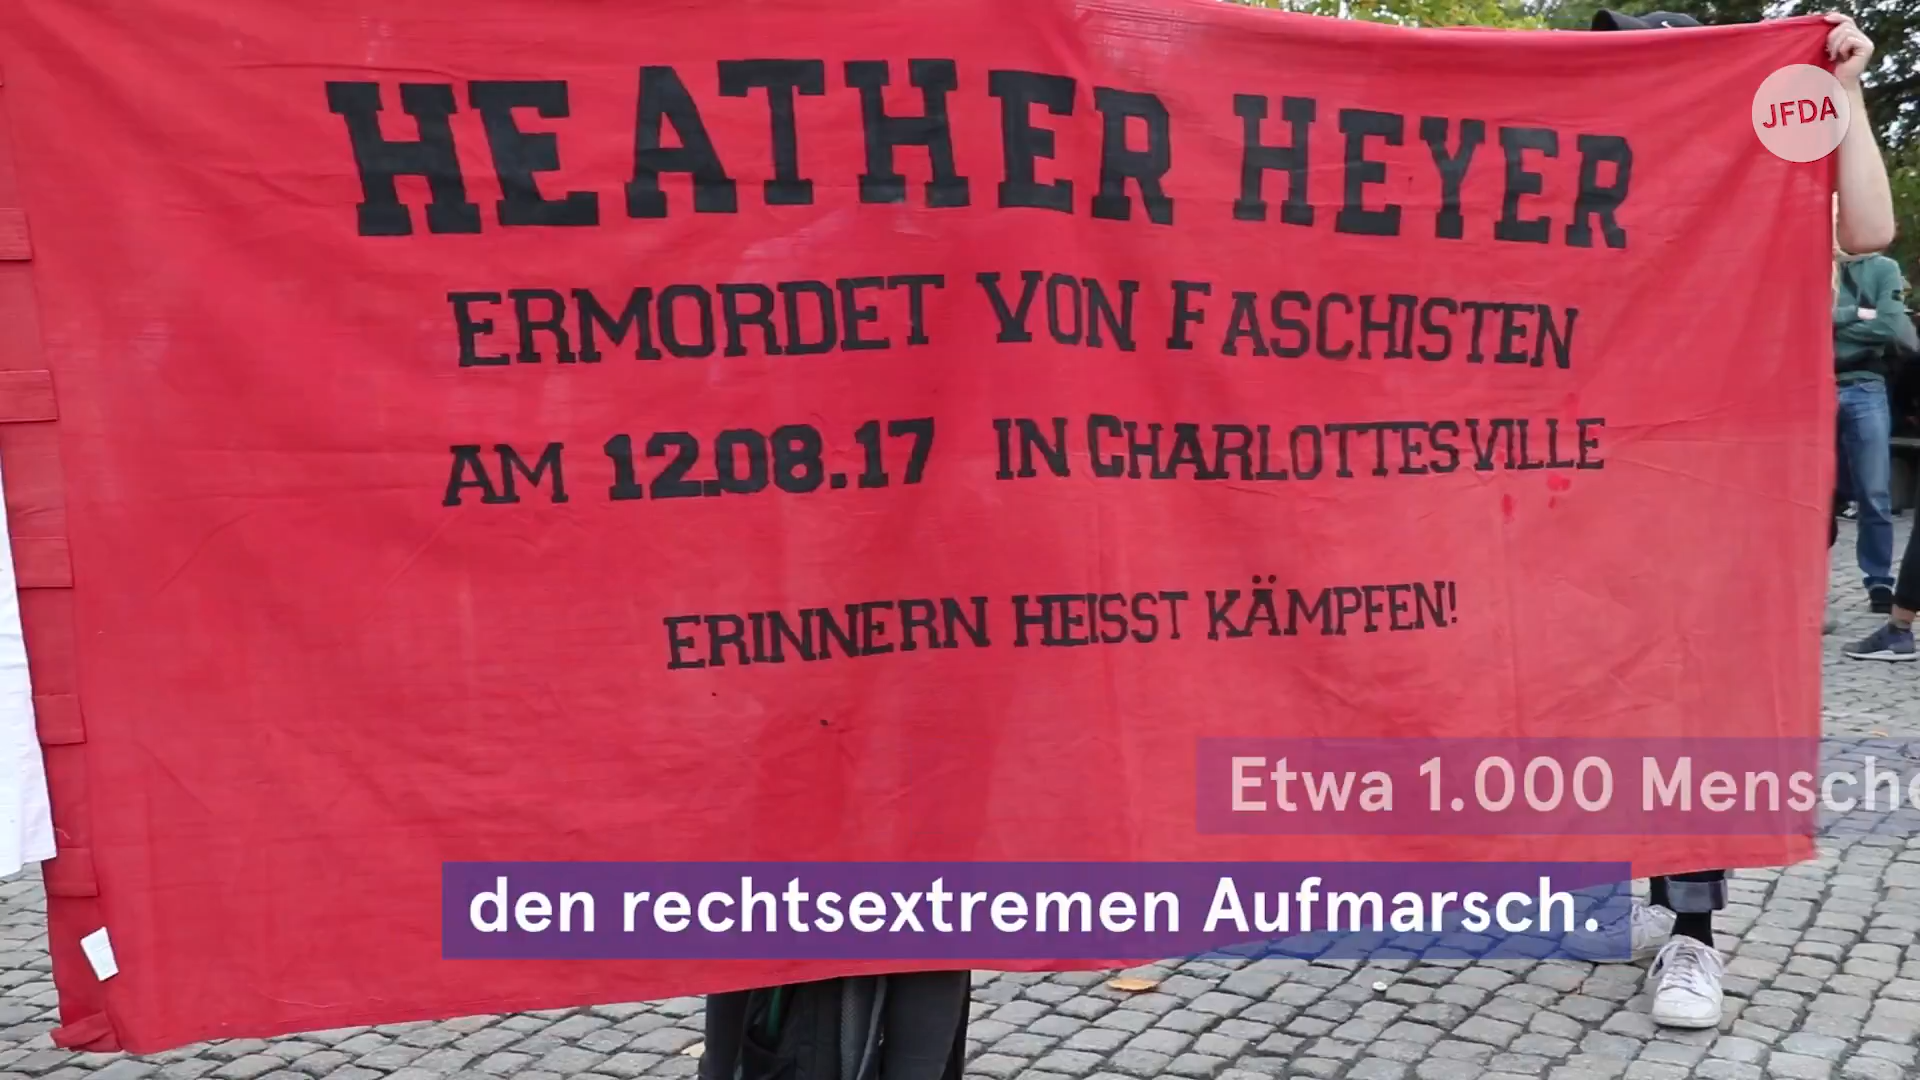 HEATHER HEYER
JFDA
ERMORDET VON FASCHISTEN
AM 12.08.17 IN CHARLOTTESVILLE
ERINNERN HEISST KÄMPFEN!
Etwa 1.000
den rechtsextremen Aufmarsch.